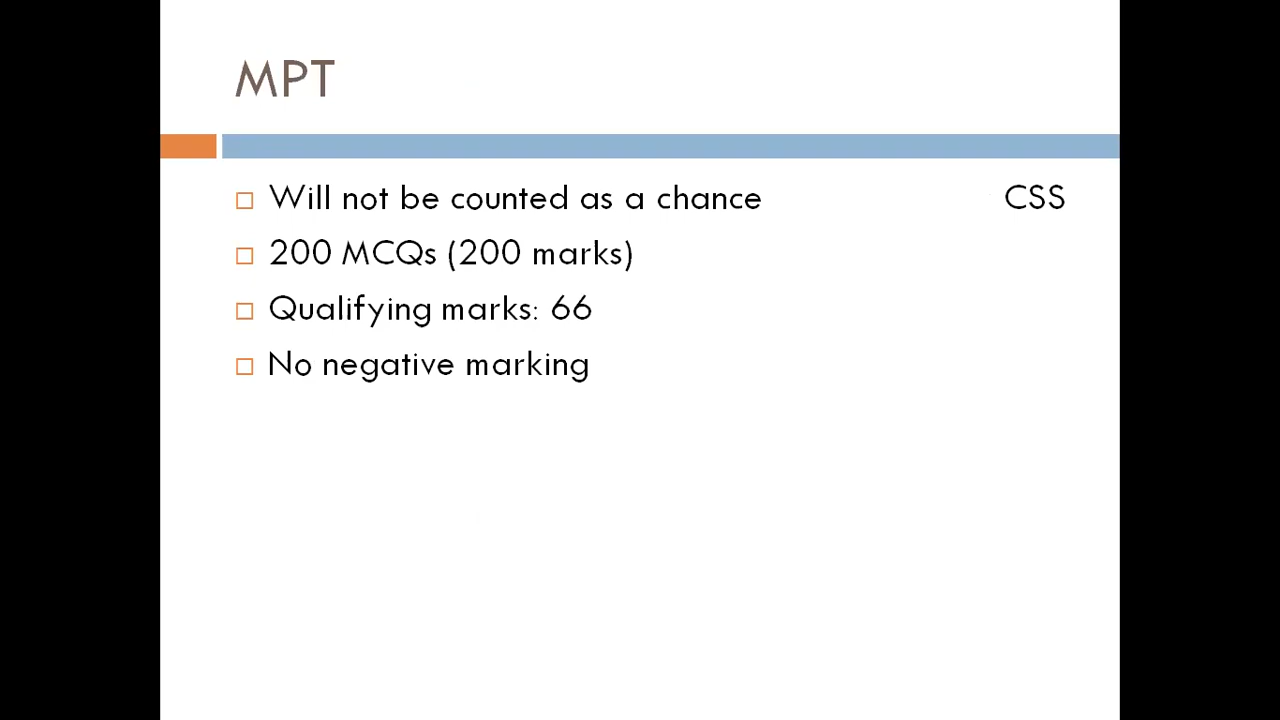 MPT
Will not be counted as a chance CSS
200 MCQs (200 marks)
Qualifying marks: 66
No negative marking